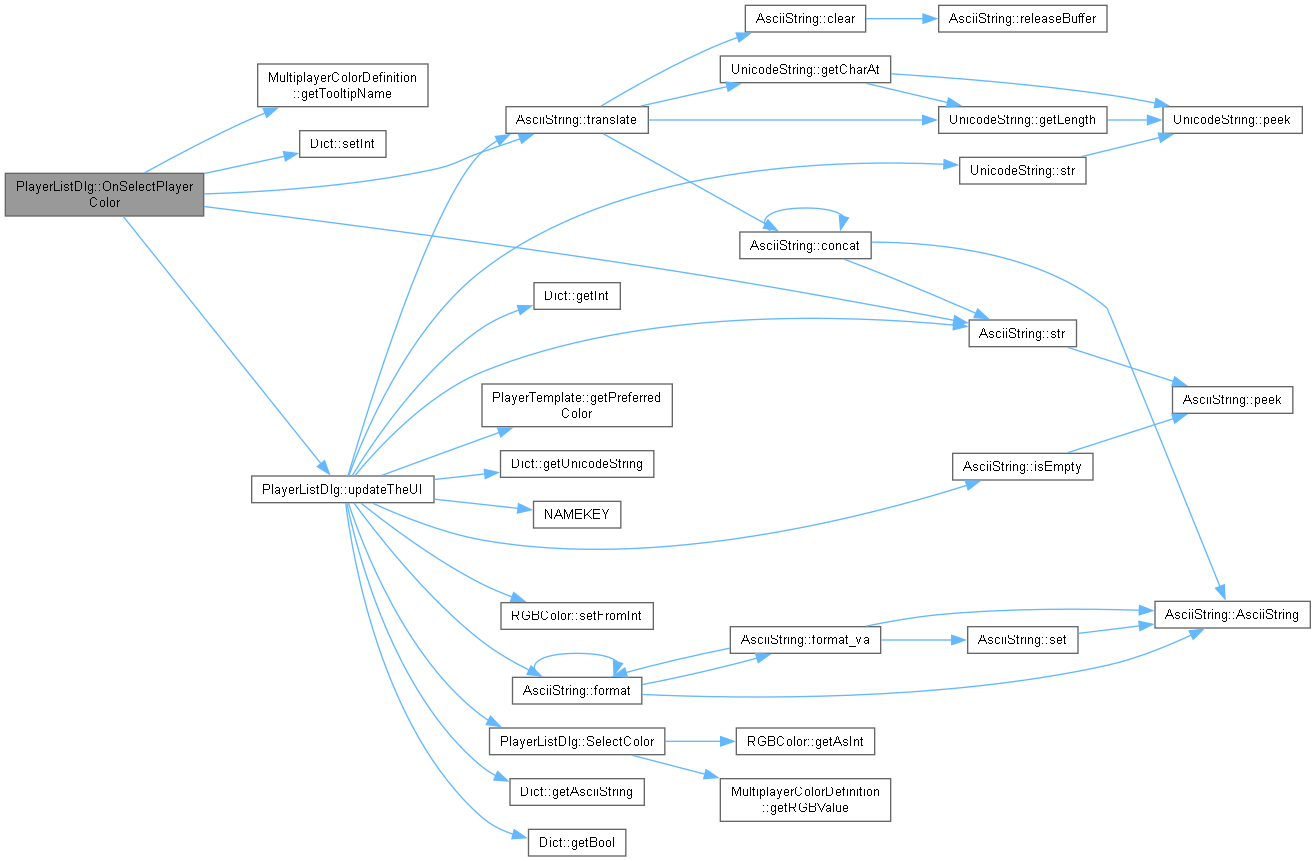 AsciiString::clear
AsciiString::releaseBuffer
MultiplayerColorDefinition
::getTooltipName
UnicodeString::getCharAt
AsciiString::translate
UnicodeString::getLength
UnicodeString::peek
Dict::setInt
UnicodeString::str
PlayerListDlg::OnSelectPlayer
Color
AsciiString::concat
Dict::getInt
AsciiString::str
PlayerTemplate::getPreferred
Color
AsciiString::peek
Dict::getUnicodeString
AsciiString::isEmpty
PlayerListDlg::updateTheUI
NAMEKEY
RGBColor::setFromInt
AsciiString::format_va
AsciiString::set
AsciiString::AsciiString
AsciiString::format
PlayerListDlg::SelectColor
RGBColor::getAsInt
Dict::getAsciiString
MultiplayerColorDefinition
::getRGBValue
Dict::getBool